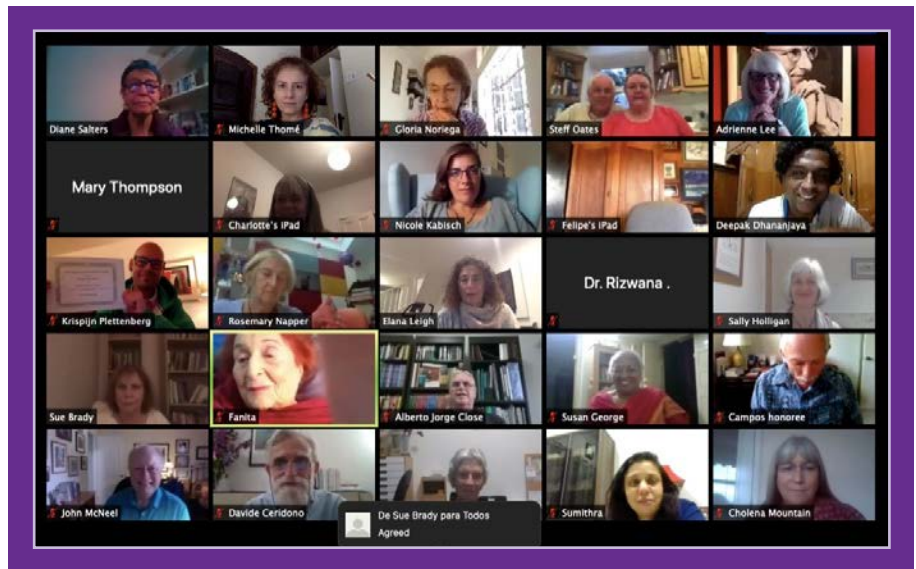 Diane Salters
Michelle Thomé
Gloria Noriega
Steff Oates
Adrienne Lee
Mary Thompson
Charlotte's iPad
Nicole Kabisch
Felipe's iPad
Deepak Dhananjaya
Krispijn Plettenberg
Rosemary Napper
Elana Leigh
Dr. Rizwana .
Sally Holligan
Sue Brady
Fanita
Alberto Jorge Close
Susan George
Campos honoree
John McNeel
Davide Ceridono
De Sue Brady para Todos
Agreed
Sumithra
Cholena Mountain